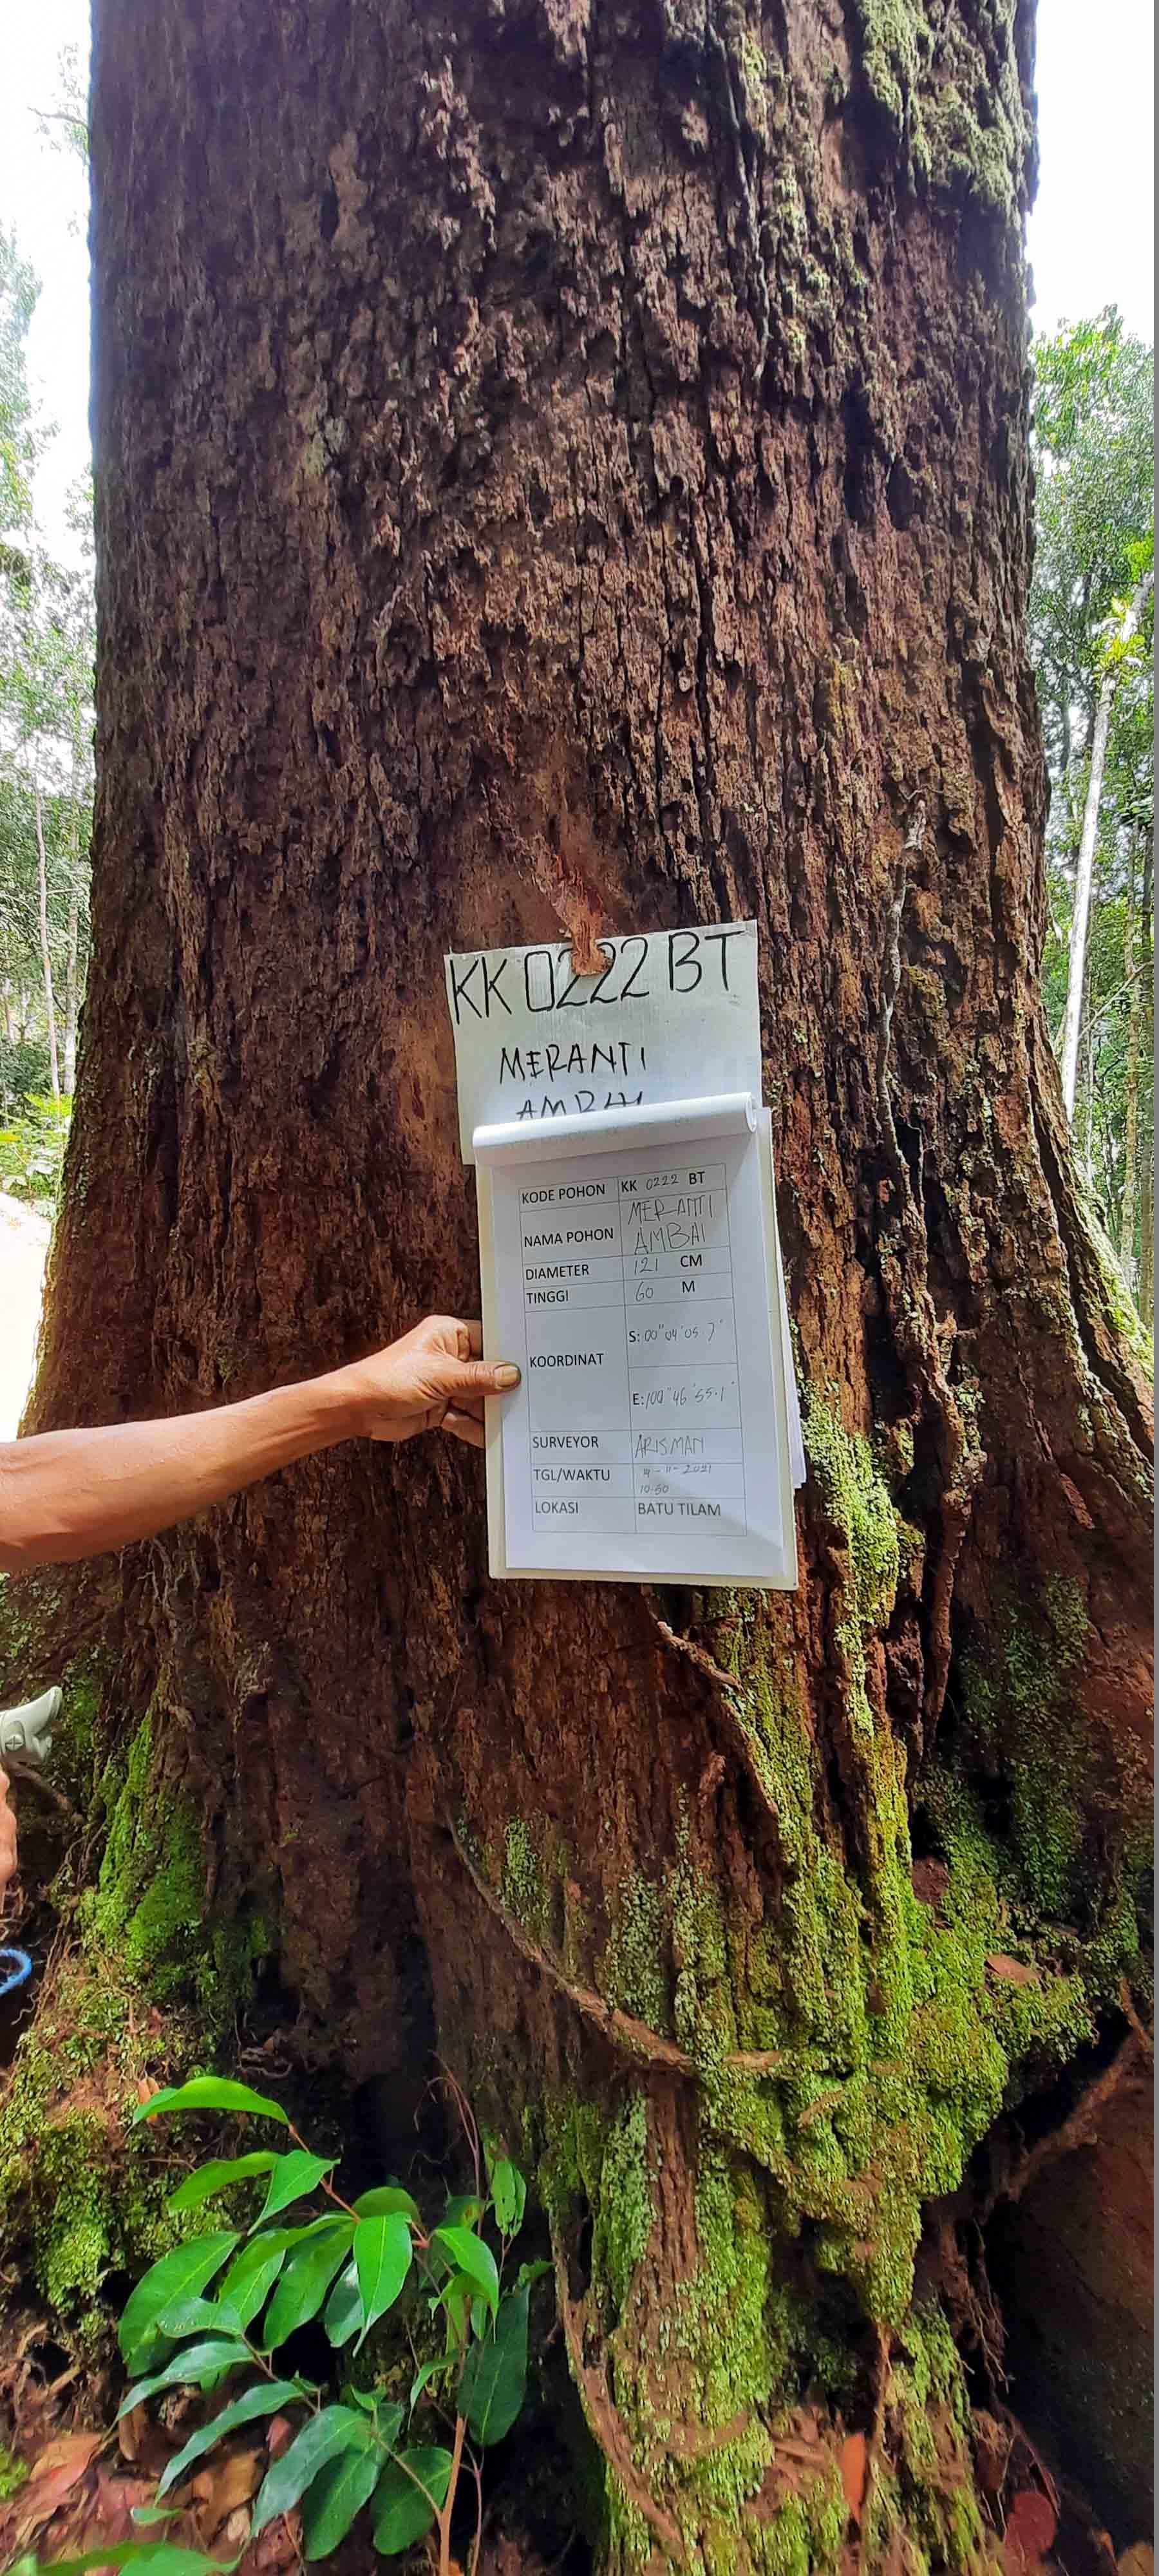 KK 0222 BT
MERANTI
AMBAI
KODE POHON KK 0222 BT
NAMA POHON MERANTI AMBAI
DIAMETER 121 CM
TINGGI 60 M
KOORDINAT
S: 00" 04' 05.7"
E: 100" 46' 55.1"
SURVEYOR ARISMAN
TGL/WAKTU 14-11-2021
10.50
LOKASI BATU TILAM